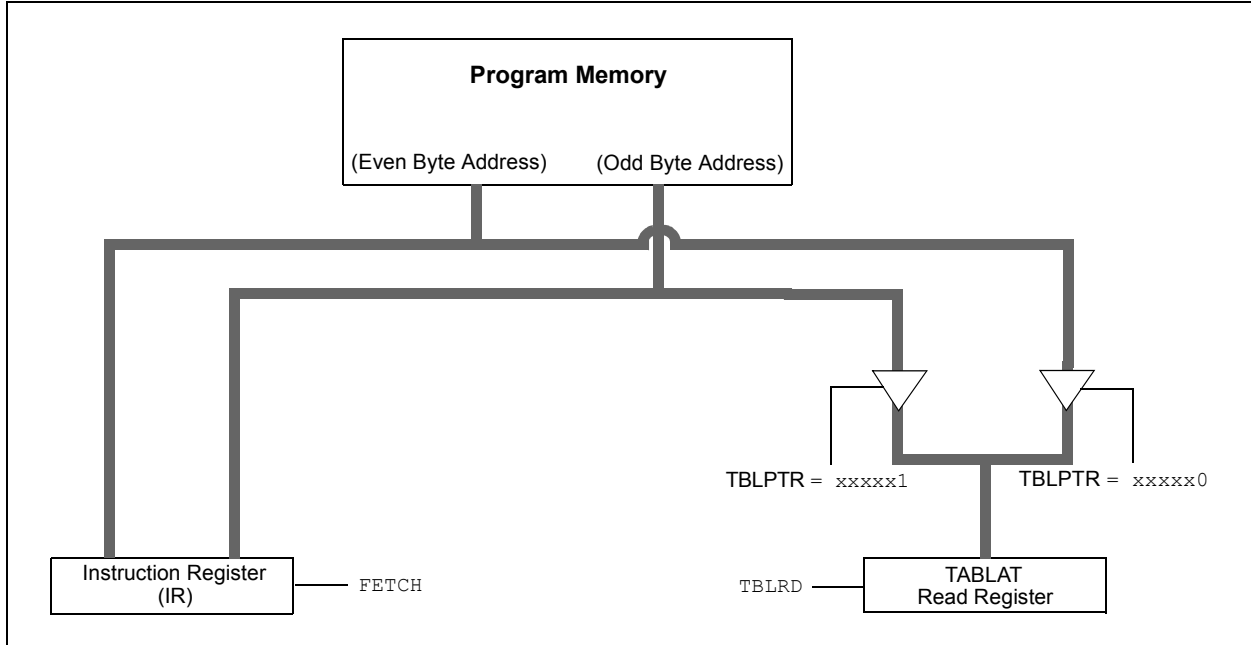 Program Memory
(Even Byte Address) (Odd Byte Address)
TBLPTR = xxxxx1 TBLPTR = xxxxx0
Instruction Register
(IR)
FETCH
TBLRD
TABLAT
Read Register